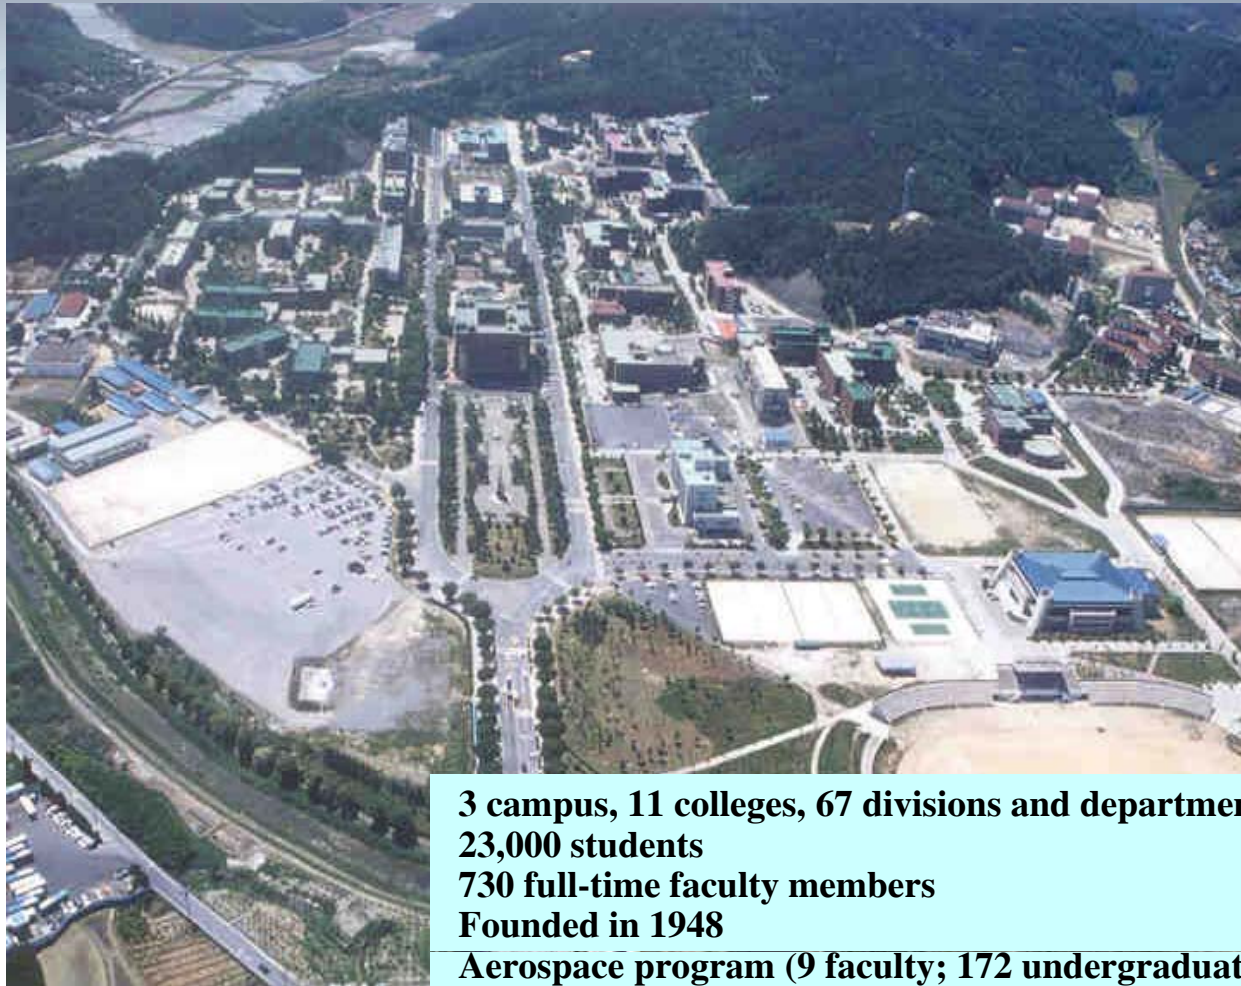 3 campus, 11 colleges, 67 divisions and departmen
23,000 students
730 full-time faculty members
Founded in 1948
Aerospace program (9 faculty; 172 undergraduat